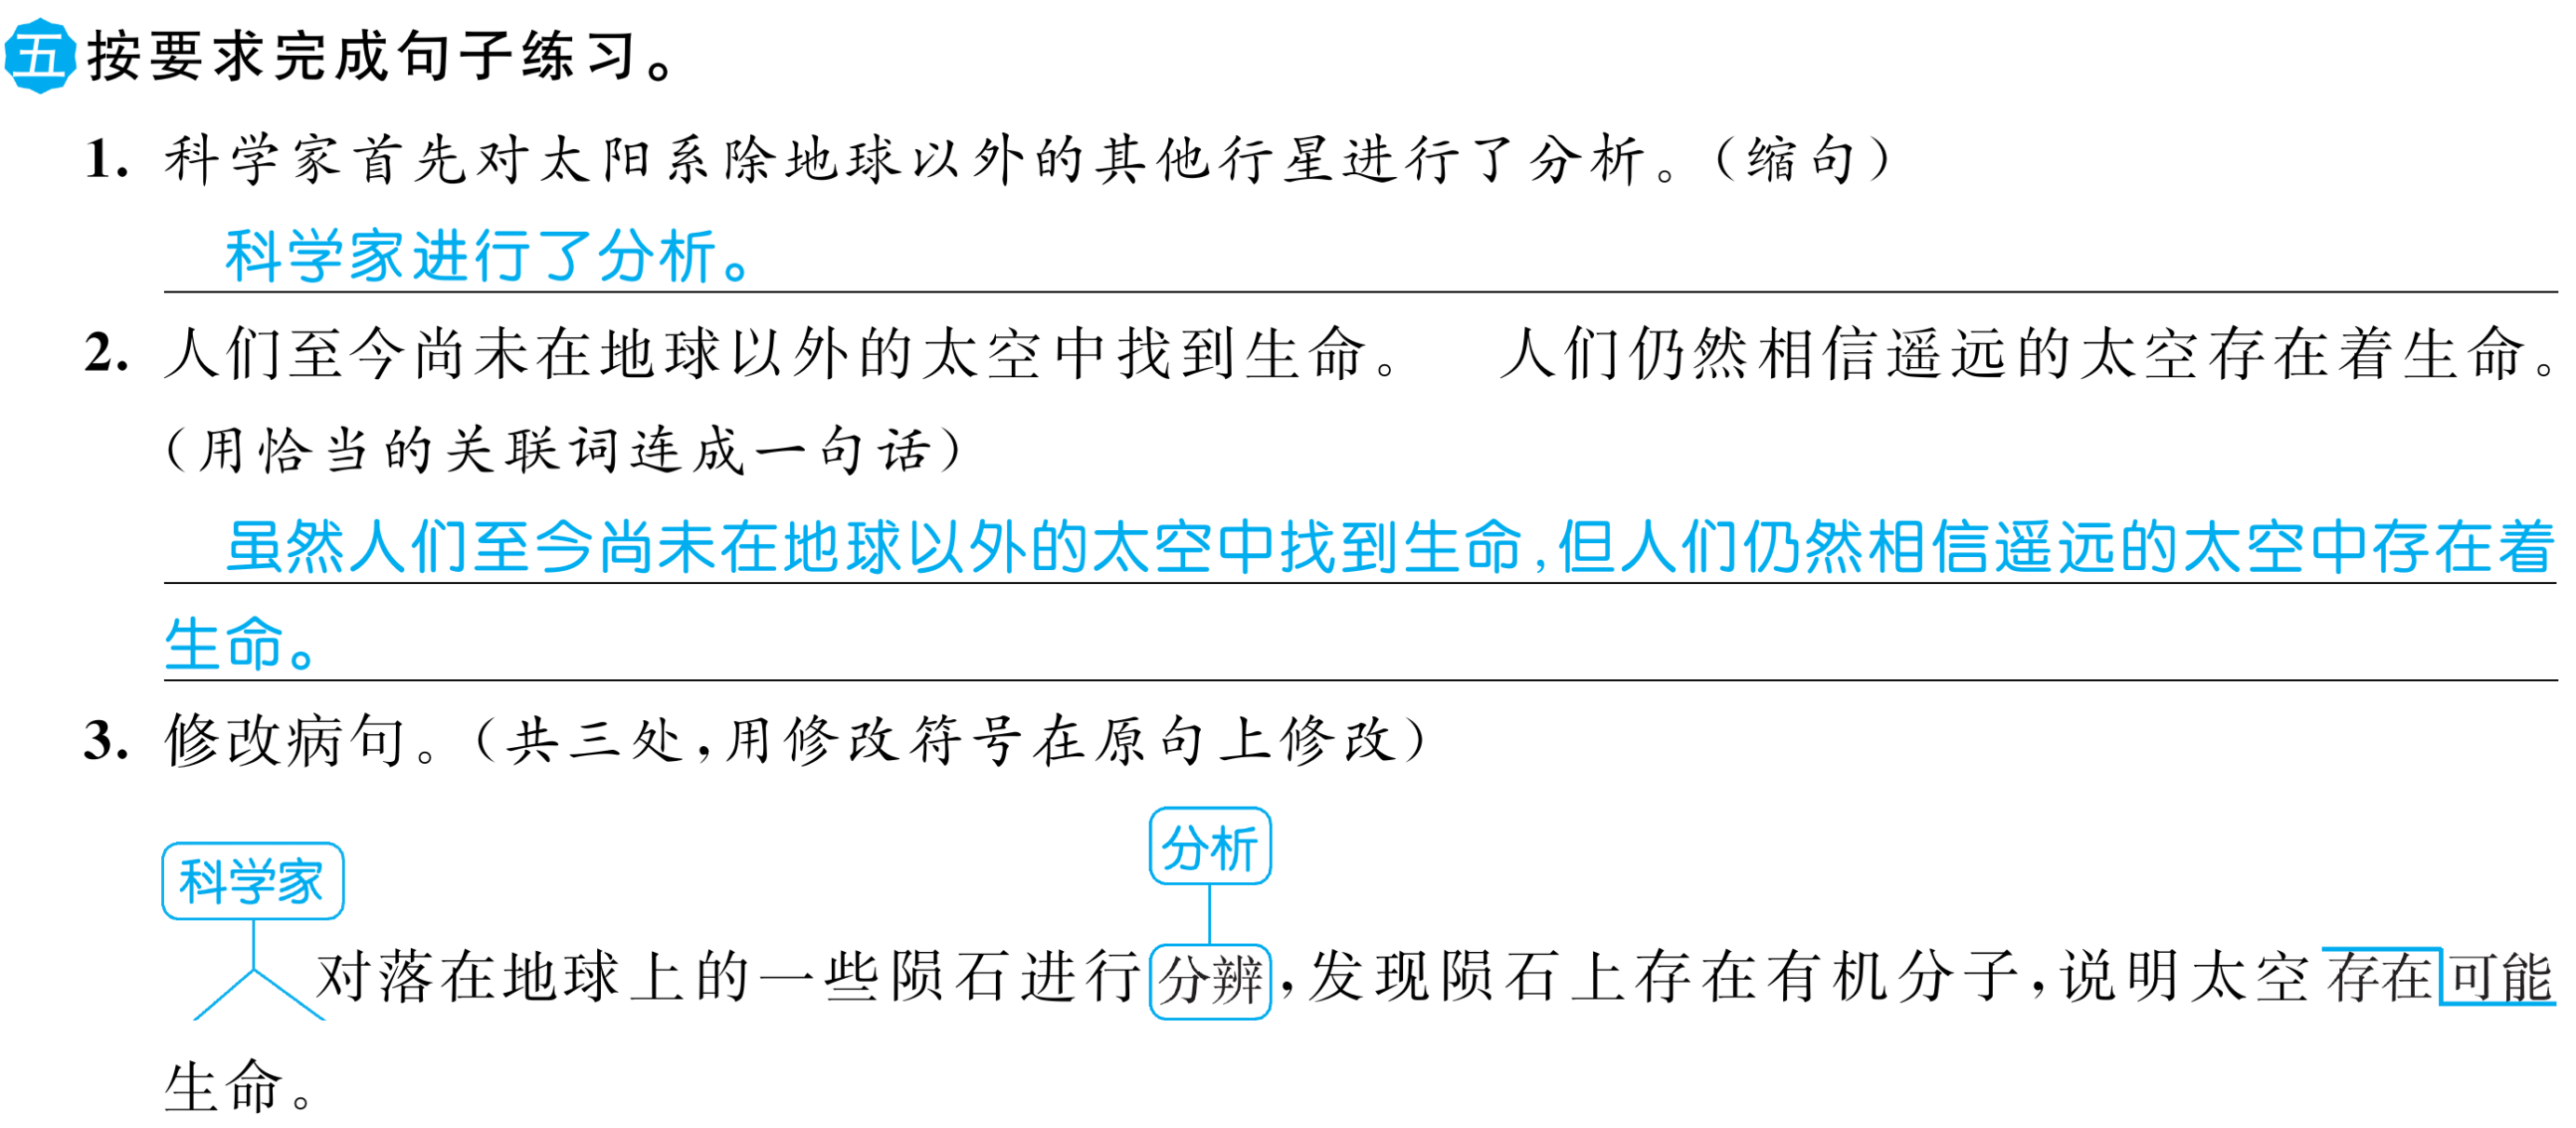 五 按要求完成句子练习。
1. 科学家首先对太阳系除地球以外的其他行星进行了分析。（缩句）
科学家进行了分析。
2. 人们至今尚未在地球以外的太空中找到生命。 人们仍然相信遥远的太空存在着生命。
（用恰当的关联词连成一句话）
虽然人们至今尚未在地球以外的太空中找到生命,但人们仍然相信遥远的太空中存在着
生命。
3. 修改病句。（共三处,用修改符号在原句上修改）
分析
科学家
对落在地球上的一些陨石进行分辨,发现陨石上存在有机分子,说明太空存在可能
生命。